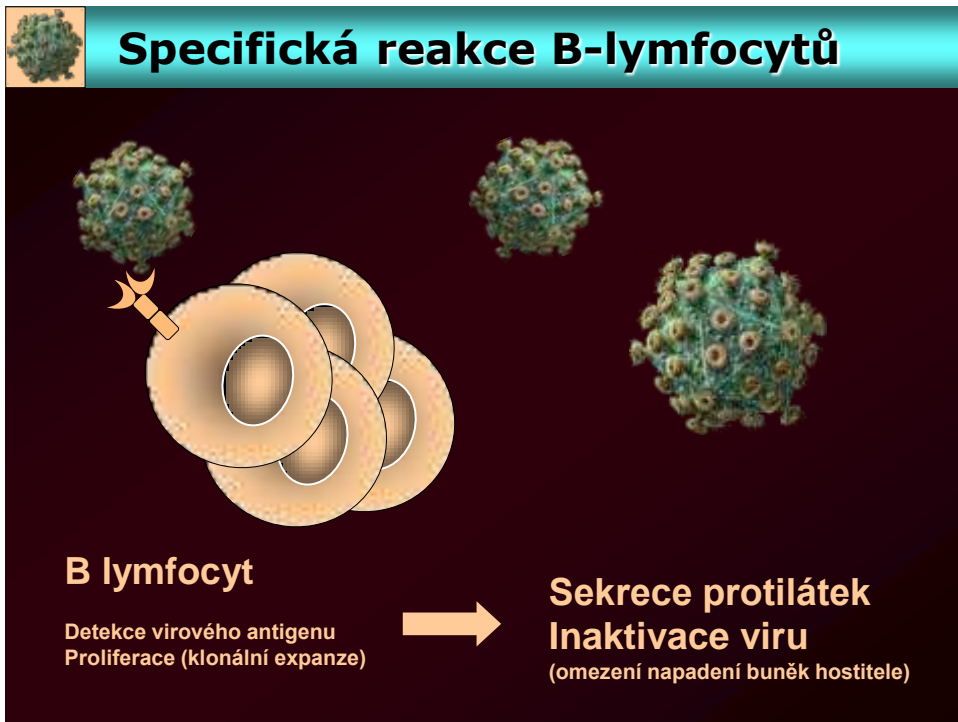 Specifická reakce B-lymfocytů
B lymfocyt
Detekce virového antigenu
Proliferace (klonální expanze)
Sekrece protilátek
Inaktivace viru
(omezení napadení buněk hostitele)